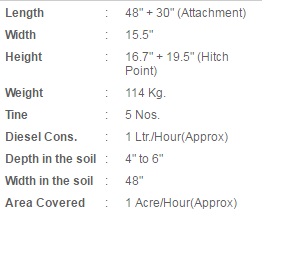 Length : 48" + 30" (Attachment)
Width : 15.5"
Height : 16.7" + 19.5" (Hitch
Point)
Weight : 114 Kg.
Tine : 5 Nos.
Diesel Cons. : 1 Ltr./Hour(Approx)
Depth in the soil : 4" to 6"
Width in the soil : 48"
Area Covered : 1 Acre/Hour(Approx)